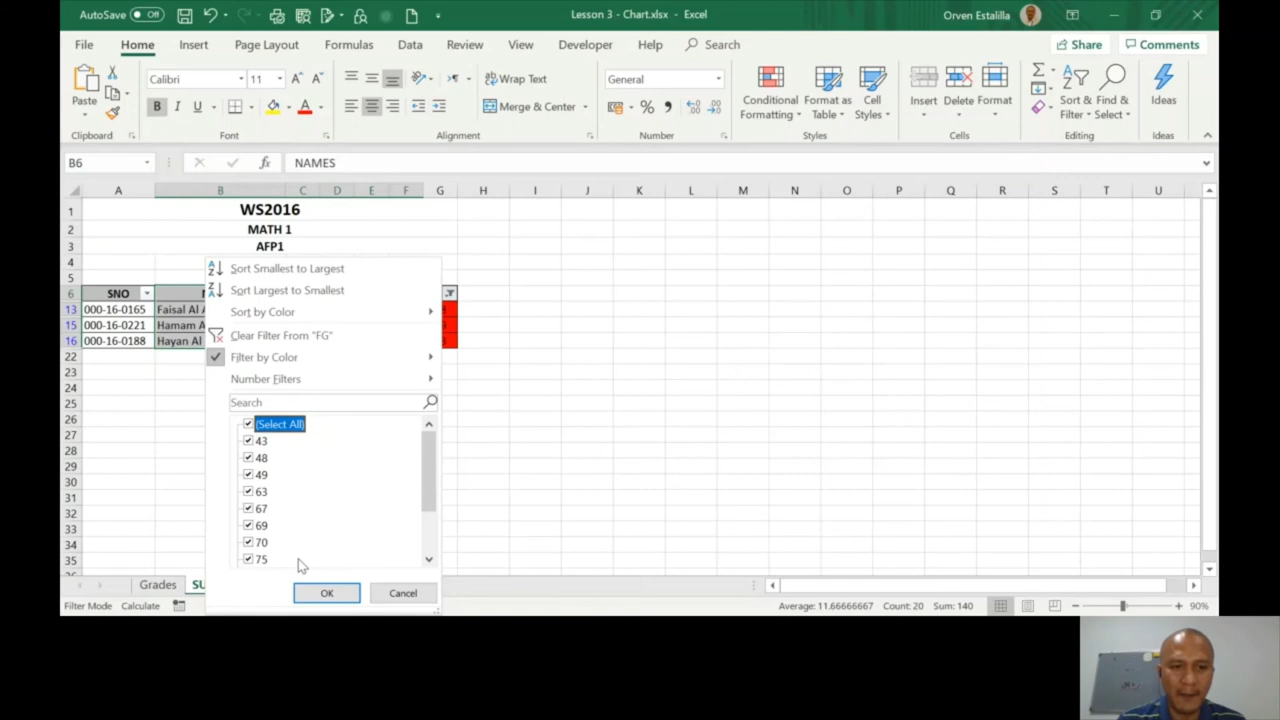 AutoSave Off
Lesson 3 - Chart.xlsx - Excel
Orven Estalilla
File Home Insert Page Layout Formulas Data Review View Developer Help Search
Share Comments
Paste
Calibri 11
B I U
Wrap Text
Merge & Center
General
Conditional Formatting
Format as Table
Cell Styles
Insert Delete Format
Sort & Filter
Find & Select
Ideas
Clipboard Font Alignment Number Styles Cells Editing Ideas
B6 fx NAMES
A B C D E F G H I J K L M N O P Q R S T U
1 WS2016
2 MATH 1
3 AFP1
4
5
6 SNO
13 000-16-0165 Faisal Al
15 000-16-0221 Hamam
16 000-16-0188 Hayan Al
22
23
24
25
26
27
28
29
30
31
32
33
34
35
Sort Smallest to Largest
Sort Largest to Smallest
Sort by Color
Clear Filter From "FG"
Filter by Color
Number Filters
Search
(Select All)
43
48
49
63
67
69
70
75
OK Cancel
Grades SU
Filter Mode Calculate
Average: 11.66666667 Count: 20 Sum: 140
90%